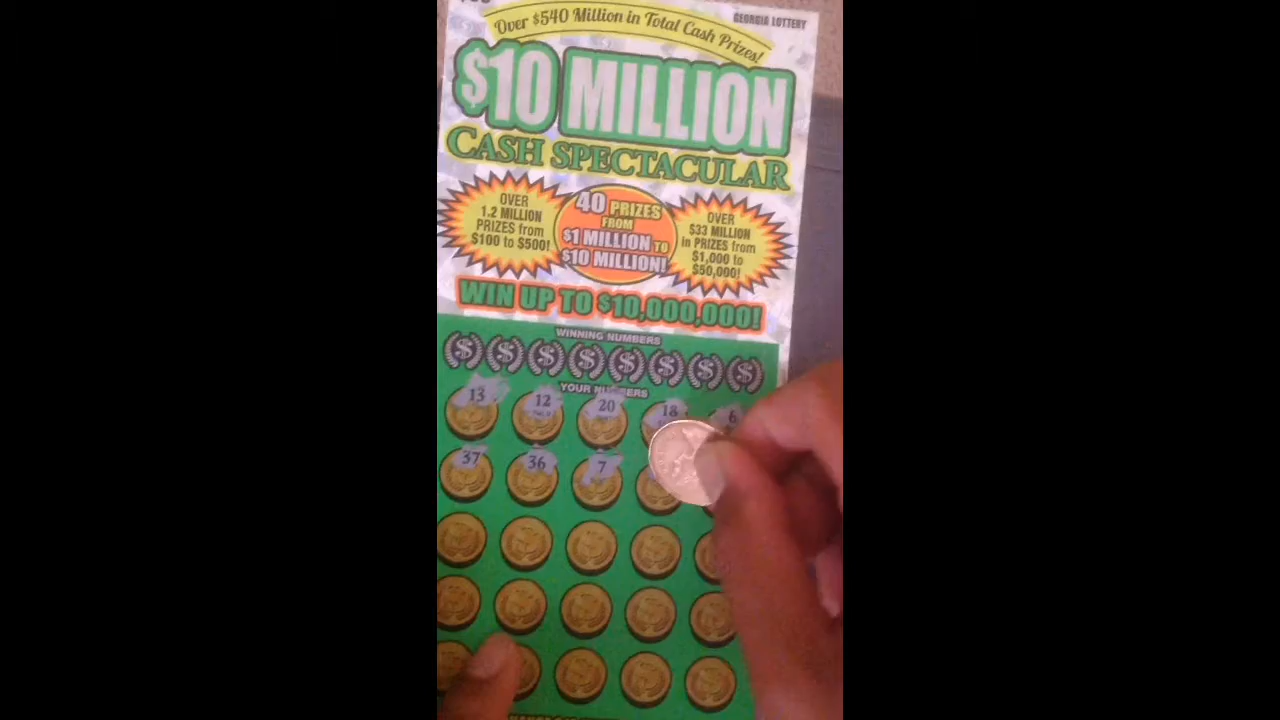 Over $540 Million in Total Cash Prizes!
GEORGIA LOTTERY
$10 MILLION
CASH SPECTACULAR
OVER
1.2 MILLION
PRIZES from
$100 to $500!
40 PRIZES
FROM
$1 MILLION TO
$10 MILLION!
OVER
$33 MILLION
in PRIZES from
$1,000 to
$50,000!
WIN UP TO $10,000,000!
WINNING NUMBERS
$ $ $ $ $ $ $ $
YOUR NUMBERS
13 12 20 18 6
37 36 7